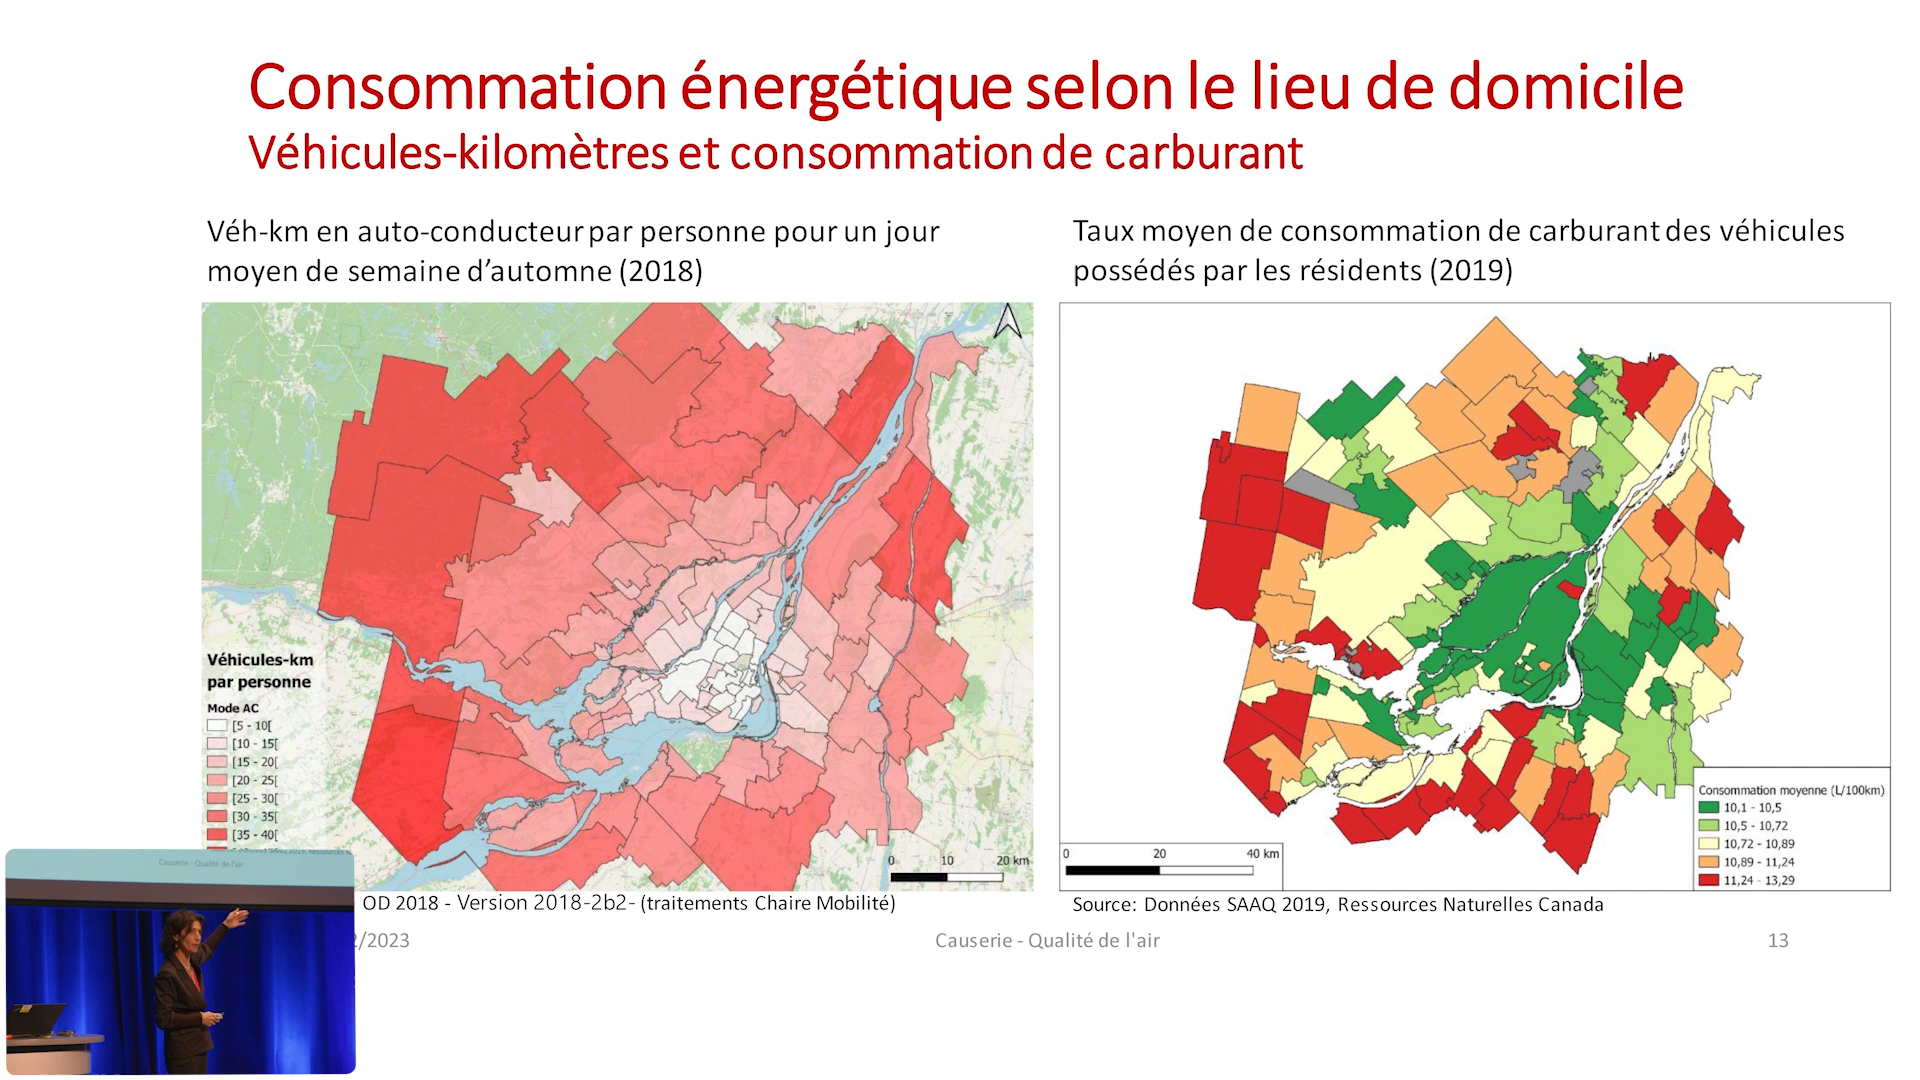 Consommation énergétique selon le lieu de domicile
Véhicules-kilomètres et consommation de carburant
Véh-km en auto-conducteur par personne pour un jour
moyen de semaine d’automne (2018)
Taux moyen de consommation de carburant des véhicules
possédés par les résidents (2019)
Véhicules-km
par personne
Mode AC
[5 - 10[
[10 - 15[
[15 - 20[
[20 - 25[
[25 - 30[
[30 - 35[
[35 - 40[
0 10 20 km
0 20 40 km
Consommation moyenne (L/100km)
10,1 - 10,5
10,5 - 10,72
10,72 - 10,89
10,89 - 11,24
11,24 - 13,29
OD 2018 - Version 2018-2b2- (traitements Chaire Mobilité)
Source: Données SAAQ 2019, Ressources Naturelles Canada
2/2023
Causerie - Qualité de l'air
13
Causerie - Qualité de l'air